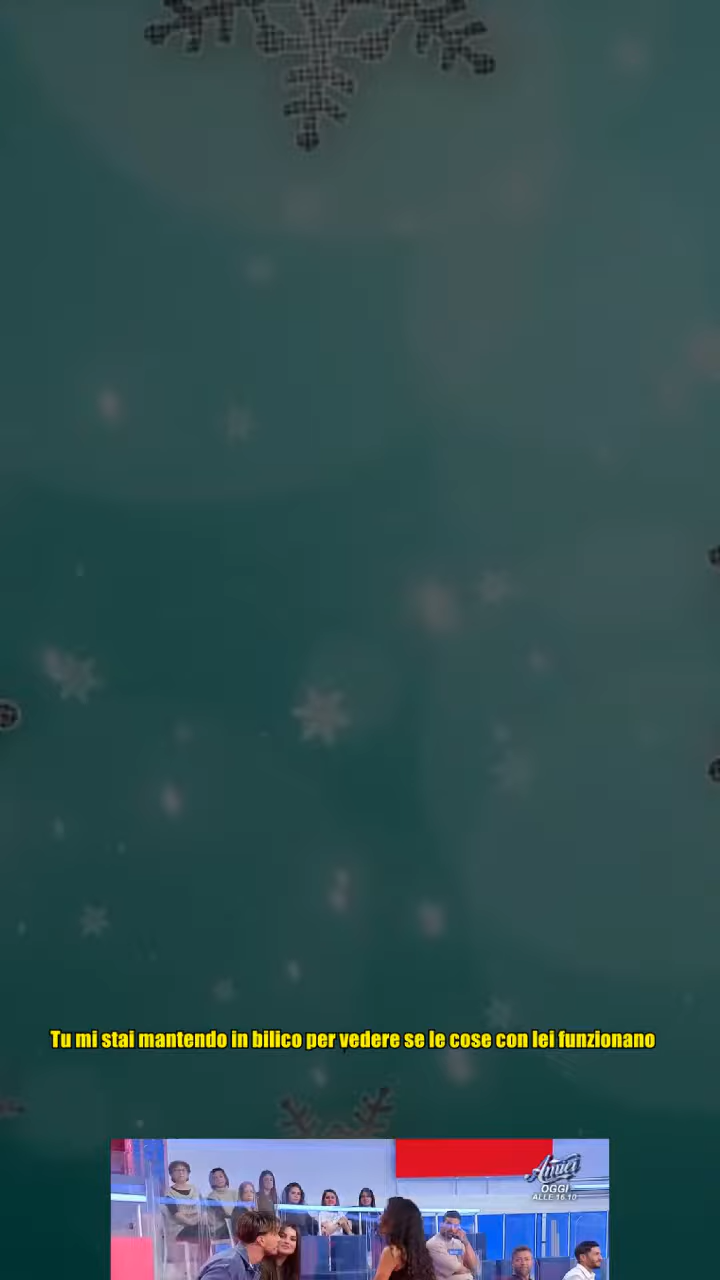 Tu mi stai mantendo in bilico per vedere se le cose con lei funzionano
Amici
OGGI
ALLE 16.10